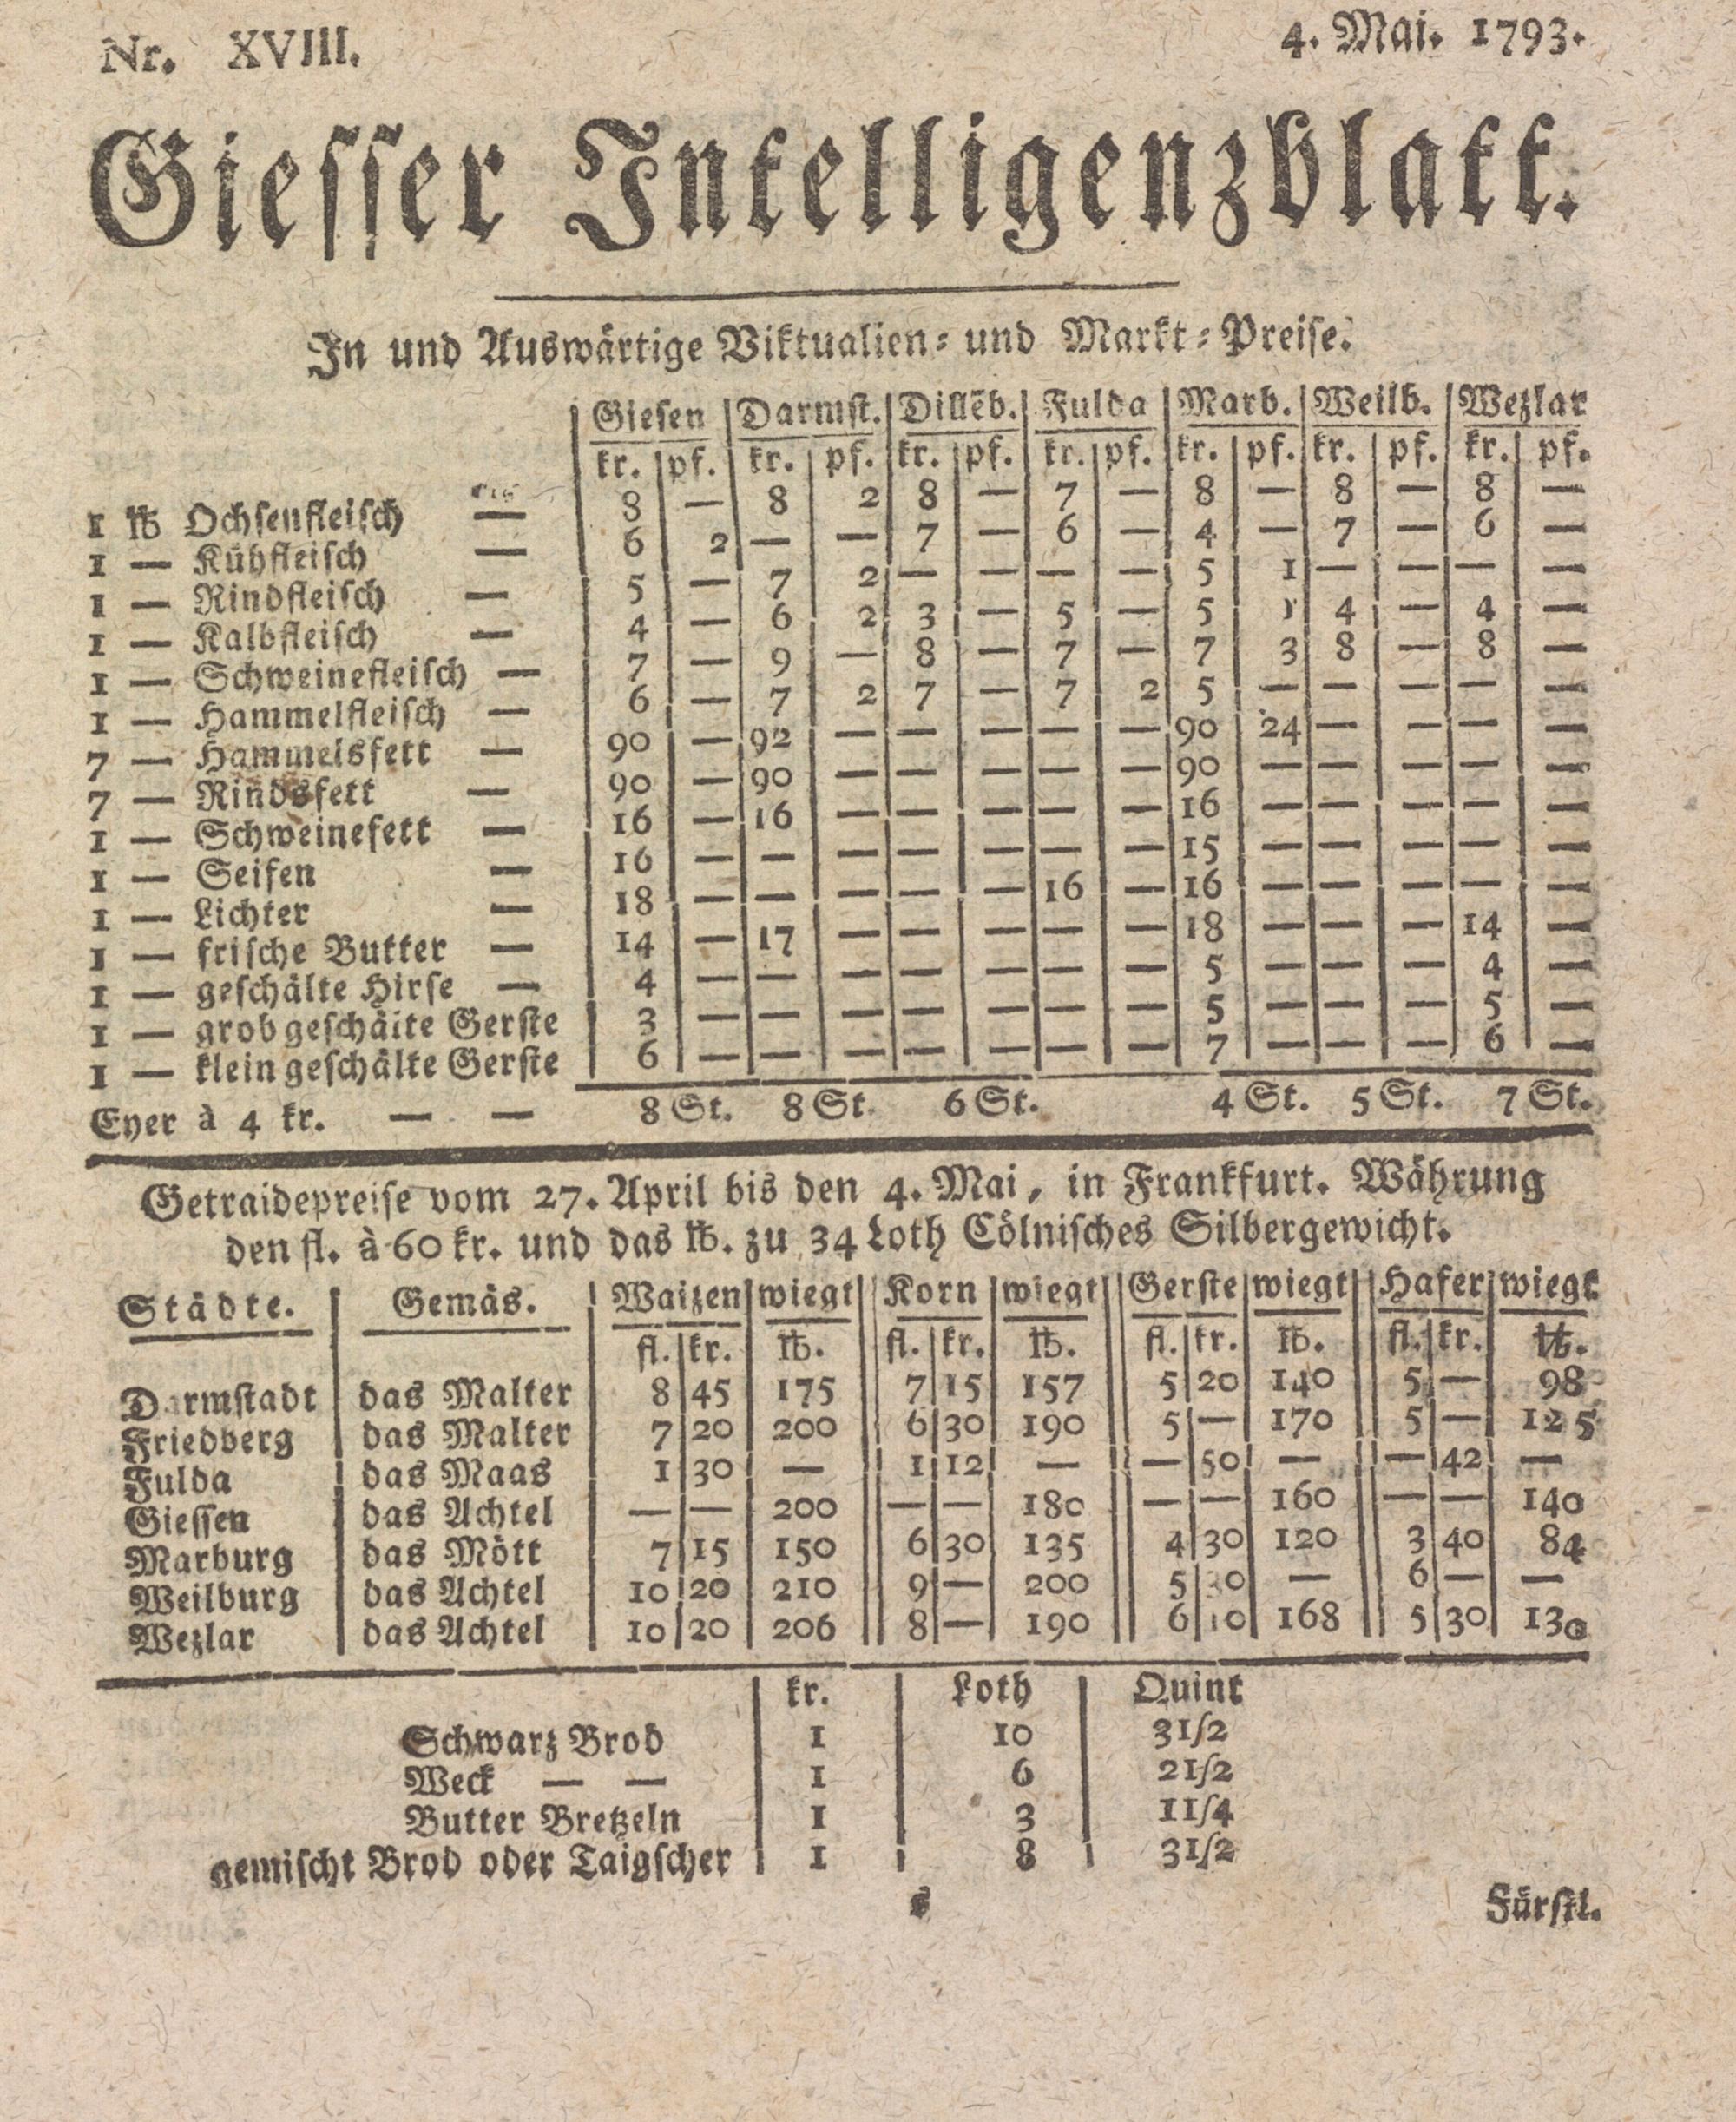 Nr. XVIII. 4. Mai. 1793.
Giesser Intelligenzblatt.
In und Auswärtige Viktualien- und Markt-Preise.
Giesen | Darmst. | Dillēb. | Fulda | Marb. | Weilb. | Wezlar
kr. | pf. | kr. | pf. | kr. | pf. | kr. | pf. | kr. | pf. | kr. | pf. | kr. | pf.
1 ℔ Ochsenfleisch — | 8 | — | 8 | 2 | 8 | — | 7 | — | 8 | — | 8 | — | 8 | —
1 — Kühfleisch — | 6 | 2 | — | — | 7 | — | 6 | — | 4 | — | 7 | — | 6 | —
1 — Rindfleisch — | 5 | — | 7 | 2 | — | — | — | — | 5 | 1 | — | — | — | —
1 — Kalbfleisch — | 4 | — | 6 | 2 | 3 | — | 5 | — | 5 | 1 | 4 | — | 4 | —
1 — Schweinefleisch — | 7 | — | 9 | — | 8 | — | 7 | — | 7 | 3 | 8 | — | 8 | —
1 — Hammelfleisch — | 6 | — | 7 | 2 | 7 | — | 7 | 2 | 5 | — | — | — | — | —
7 — Hammelsfett — | 90 | — | 92 | — | — | — | — | — | 90 | 24 | — | — | — | —
7 — Rindsfett — | 90 | — | 90 | — | — | — | — | — | 90 | — | — | — | — | —
1 — Schweinefett — | 16 | — | 16 | — | — | — | — | — | 16 | — | — | — | — | —
1 — Seifen — | 16 | — | — | — | — | — | — | — | 15 | — | — | — | — | —
1 — Lichter — | 18 | — | — | — | — | — | 16 | — | 16 | — | — | — | — | —
1 — frische Butter — | 14 | — | 17 | — | — | — | — | — | 18 | — | — | — | 14 | —
1 — geschälte Hirse — | 4 | — | — | — | — | — | — | — | 5 | — | — | — | 4 | —
1 — grob geschälte Gerste | 3 | — | — | — | — | — | — | — | 5 | — | — | — | 5 | —
1 — klein geschälte Gerste | 6 | — | — | — | — | — | — | — | 7 | — | — | — | 6 | —
Eyer à 4 kr. — — 8 St. 8 St. 6 St. 4 St. 5 St. 7 St.
Getraidepreise vom 27. April bis den 4. Mai, in Frankfurt. Währung
den fl. à 60 kr. und das ℔. zu 34 Loth Cölnisches Silbergewicht.
Städte. | Gemäs. | Waizen | wiegt || Korn | wiegt || Gerste | wiegt || Hafer | wiegt
fl. | kr. | ℔. || fl. | kr. | ℔. || fl. | kr. | ℔. || fl. | kr. | ℔.
Darmstadt | das Malter | 8 | 45 | 175 || 7 | 15 | 157 || 5 | 20 | 140 || 5 | — | 98
Friedberg | das Malter | 7 | 20 | 200 || 6 | 30 | 190 || 5 | — | 170 || 5 | — | 125
Fulda | das Maas | 1 | 30 | — || 1 | 12 | — || — | 50 | — || — | 42 | —
Giessen | das Achtel | — | — | 200 || — | — | 180 || — | — | 160 || — | — | 140
Marburg | das Mött | 7 | 15 | 150 || 6 | 30 | 135 || 4 | 30 | 120 || 3 | 40 | 84
Weilburg | das Achtel | 10 | 20 | 210 || 9 | — | 200 || 5 | | — || 6 | — | —
Wezlar | das Achtel | 10 | 20 | 206 || 8 | — | 190 || 6 | 10 | 168 || 5 | 30 | 130
kr. | Loth | Quint
Schwarz Brod | 1 | 10 | 3 1/2
Weck — — | 1 | 6 | 2 1/2
Butter Bretzeln | 1 | 3 | 1 1/4
gemischt Brod oder Taigscher | 1 | 8 | 3 1/2
Fürstl.